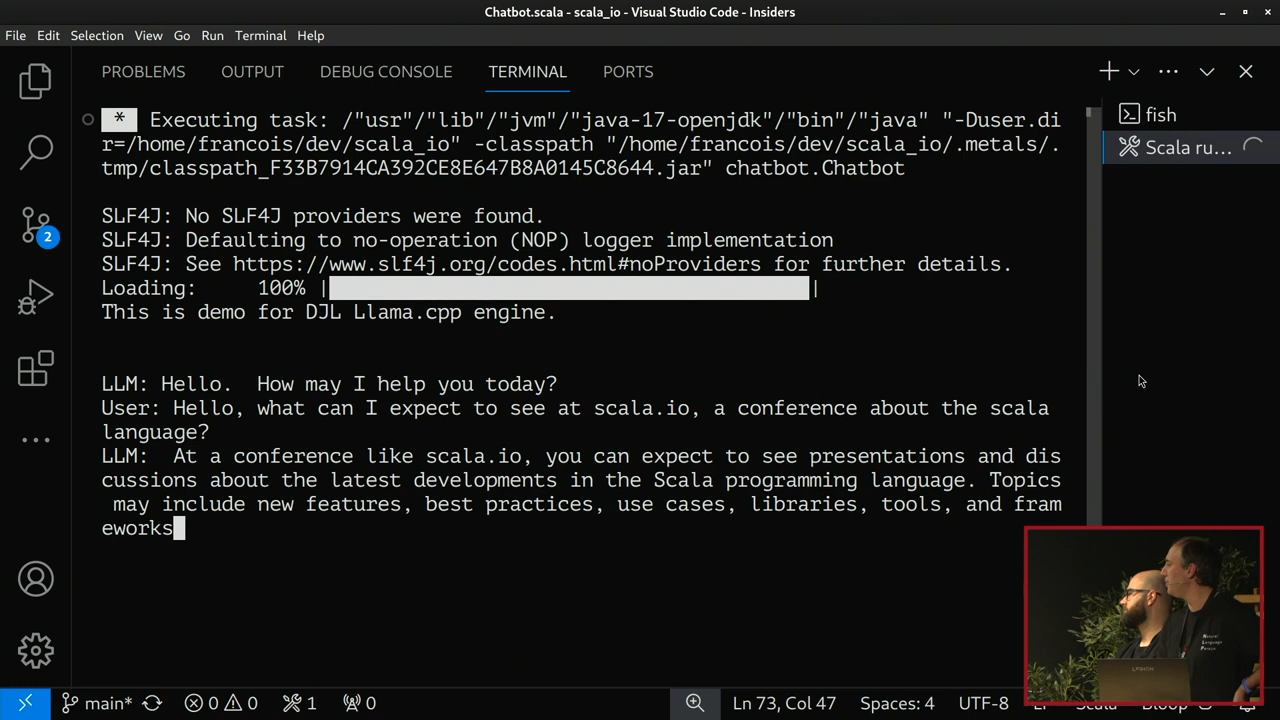 Chatbot.scala - scala_io - Visual Studio Code - Insiders
File Edit Selection View Go Run Terminal Help
PROBLEMS OUTPUT DEBUG CONSOLE TERMINAL PORTS
* Executing task: /"usr"/"lib"/"jvm"/"java-17-openjdk"/"bin"/"java" "-Duser.di
r=/home/francois/dev/scala_io" -classpath "/home/francois/dev/scala_io/.metals/.
tmp/classpath_F33B7914CA392CE8E647B8A0145C8644.jar" chatbot.Chatbot
fish
Scala ru...
SLF4J: No SLF4J providers were found.
SLF4J: Defaulting to no-operation (NOP) logger implementation
SLF4J: See https://www.slf4j.org/codes.html#noProviders for further details.
Loading: 100% | |
This is demo for DJL Llama.cpp engine.
LLM: Hello. How may I help you today?
User: Hello, what can I expect to see at scala.io, a conference about the scala
language?
LLM: At a conference like scala.io, you can expect to see presentations and dis
cussions about the latest developments in the Scala programming language. Topics
may include new features, best practices, use cases, libraries, tools, and fram
eworks
2
main* 0 0 1 0 Ln 73, Col 47 Spaces: 4 UTF-8